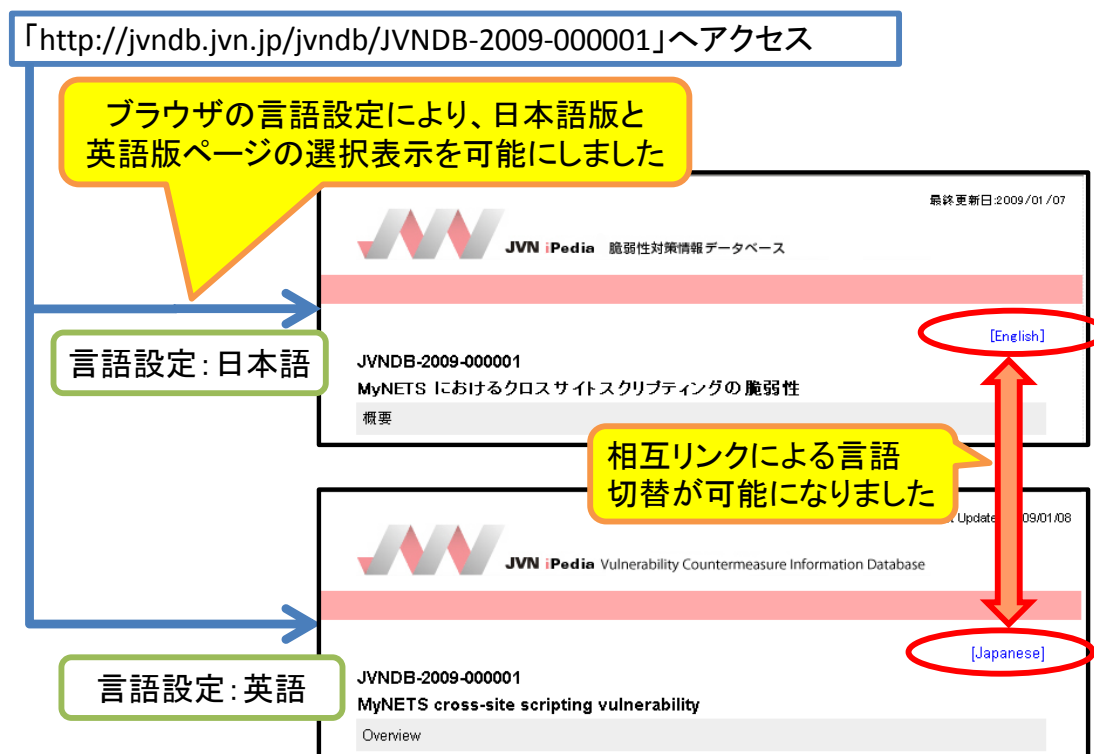 「http://jvndb.jvn.jp/jvndb/JVNDB-2009-000001」へアクセス
ブラウザの言語設定により、日本語版と
英語版ページの選択表示を可能にしました
最終更新日:2009/01/07
JVN iPedia 脆弱性対策情報データベース
[English]
言語設定:日本語
JVNDB-2009-000001
MyNETS におけるクロスサイトスクリプティングの脆弱性
概要
相互リンクによる言語
切替が可能になりました
Update 09/01/08
JVN iPedia Vulnerability Countermeasure Information Database
[Japanese]
言語設定:英語
JVNDB-2009-000001
MyNETS cross-site scripting vulnerability
Overview